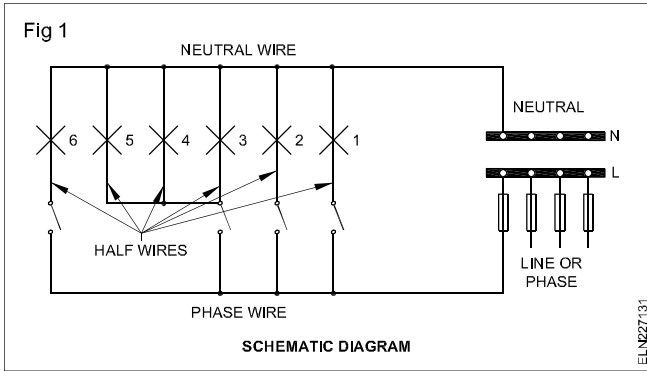 Fig 1
NEUTRAL WIRE
NEUTRAL
6 5 4 3 2 1
N
L
HALF WIRES
LINE OR
PHASE
PHASE WIRE
SCHEMATIC DIAGRAM
ELN227131